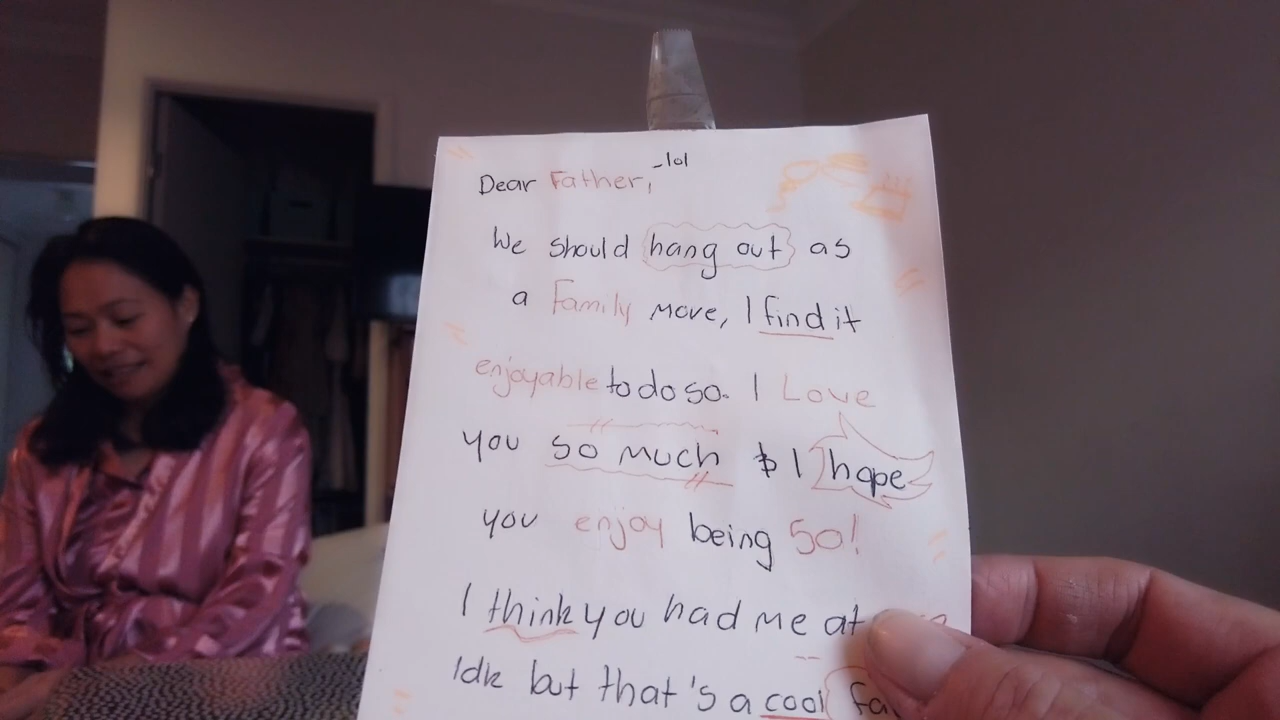 -lol
Dear Father,
We should hang out as
a Family more, I find it
enjoyable to do so. I Love
you so much & I hope
you enjoy being 50!
I think you had me at
Idk but that's a cool